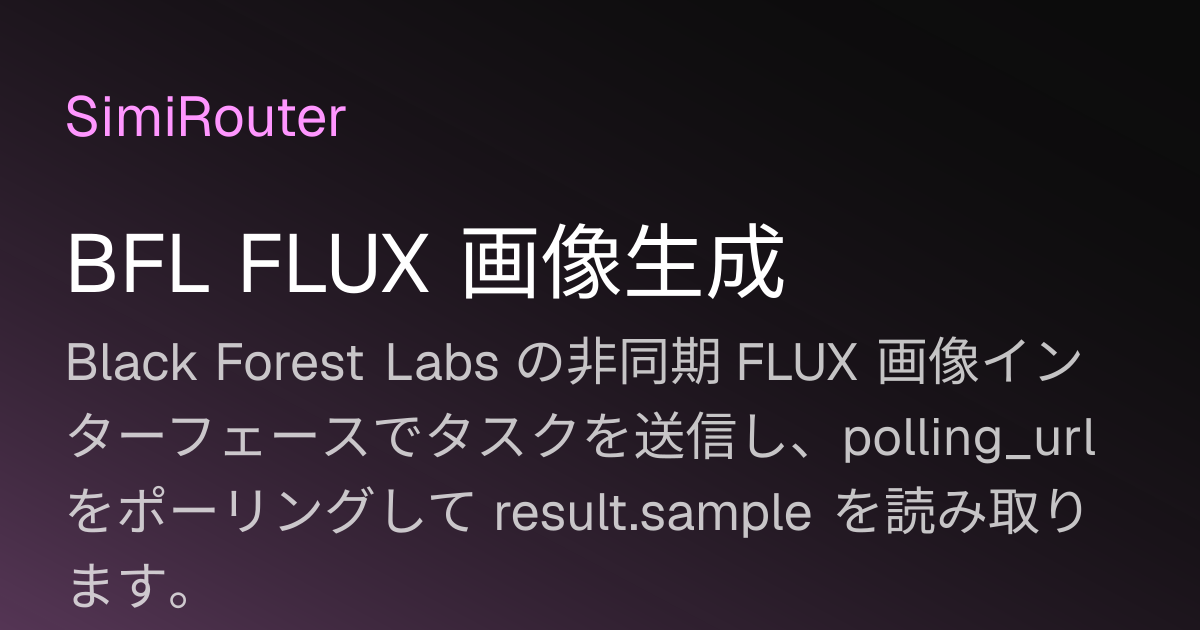 SimiRouter
BFL FLUX 画像生成
Black Forest Labs の非同期 FLUX 画像イン
ターフェースでタスクを送信し、polling_url
をポーリングして result.sample を読み取り
ます。